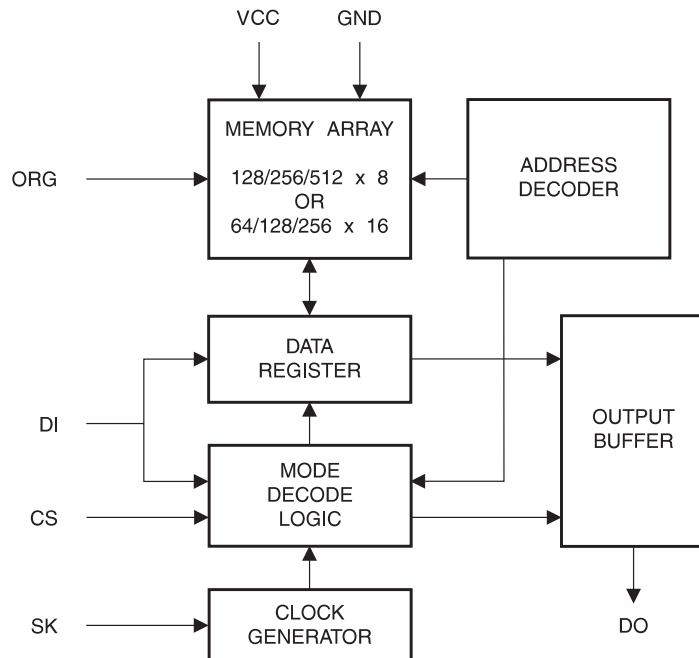 VCC GND
MEMORY ARRAY
128/256/512 x 8
OR
64/128/256 x 16
ADDRESS
DECODER
ORG
DATA
REGISTER
DI
OUTPUT
BUFFER
MODE
DECODE
LOGIC
CS
CLOCK
GENERATOR
SK
DO